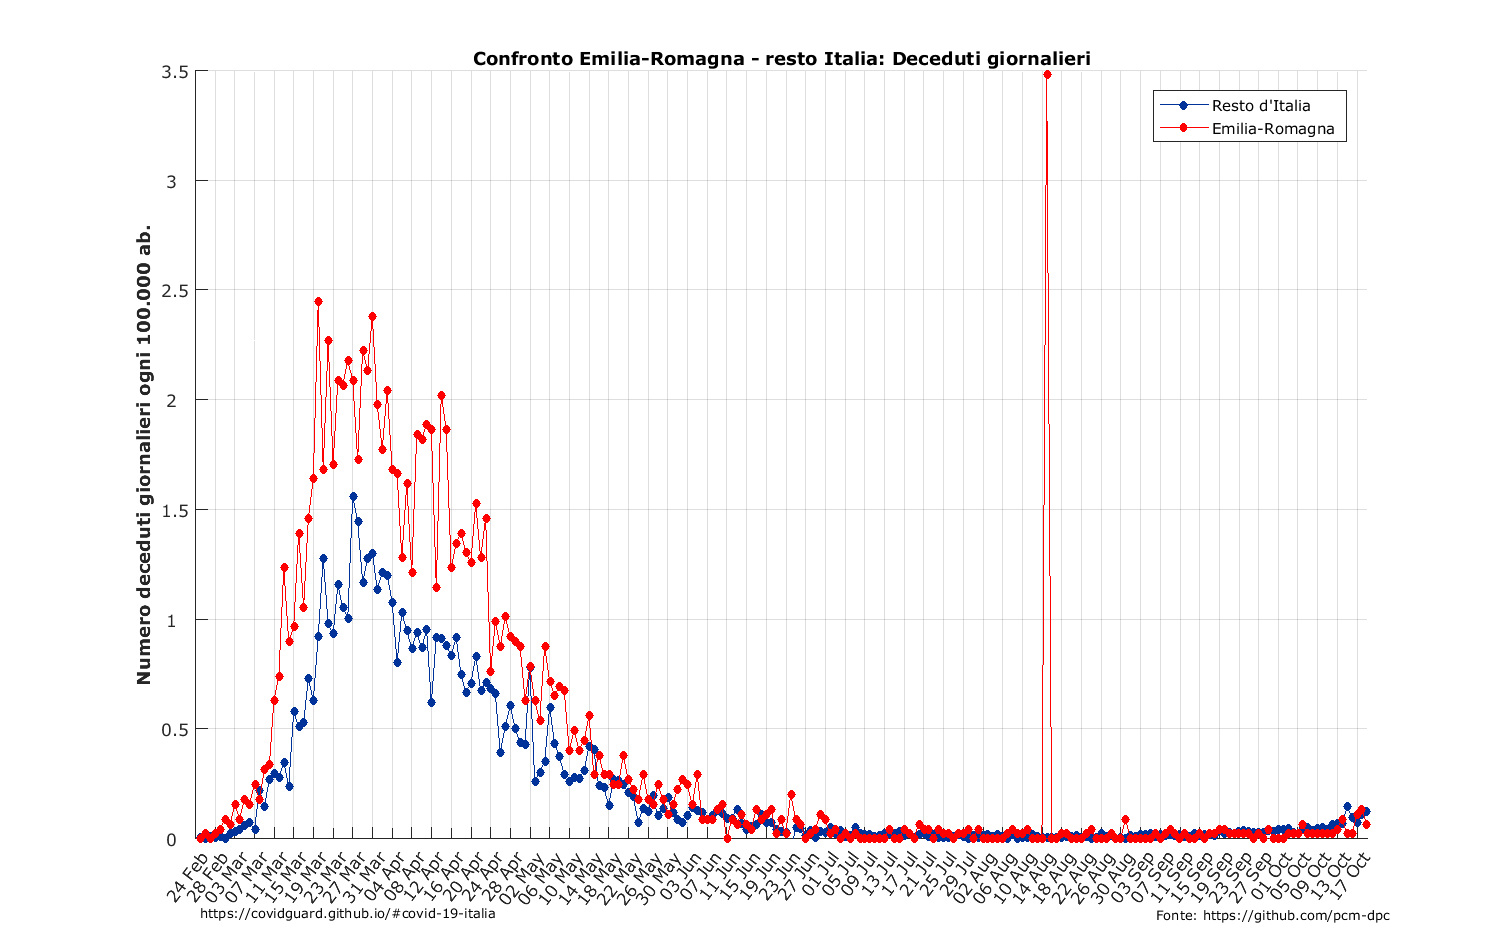 Confronto Emilia-Romagna - resto Italia: Deceduti giornalieri
Resto d'Italia
Emilia-Romagna
Numero deceduti giornalieri ogni 100.000 ab.
3.5
3
2.5
2
1.5
1
0.5
0
24 Feb
28 Feb
03 Mar
07 Mar
11 Mar
15 Mar
19 Mar
23 Mar
27 Mar
31 Mar
04 Apr
08 Apr
12 Apr
16 Apr
20 Apr
24 Apr
28 Apr
02 May
06 May
10 May
14 May
18 May
22 May
26 May
30 May
03 Jun
07 Jun
11 Jun
15 Jun
19 Jun
23 Jun
27 Jun
01 Jul
05 Jul
09 Jul
13 Jul
17 Jul
21 Jul
25 Jul
29 Jul
02 Aug
06 Aug
10 Aug
14 Aug
18 Aug
22 Aug
26 Aug
30 Aug
03 Sep
07 Sep
11 Sep
15 Sep
19 Sep
23 Sep
27 Sep
01 Oct
05 Oct
09 Oct
13 Oct
17 Oct
https://covidguard.github.io/#covid-19-italia
Fonte: https://github.com/pcm-dpc